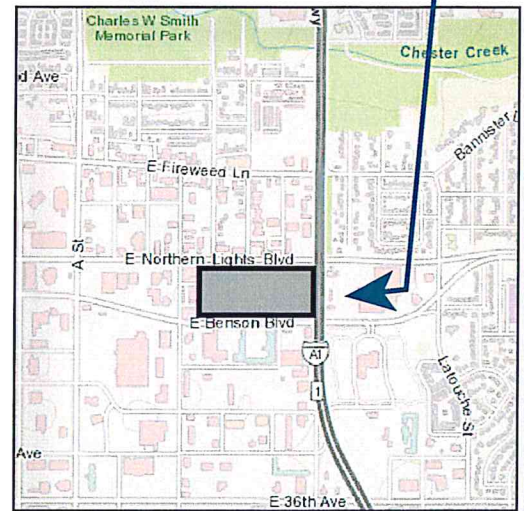 Charles W Smith
Memorial Park
wy
Chester Creek
d Ave
Bannister
E Fireweed Ln
A St
E Northern Lights Blvd
E Benson Blvd
A1
1
Latouche St
Ave
E 36th Ave